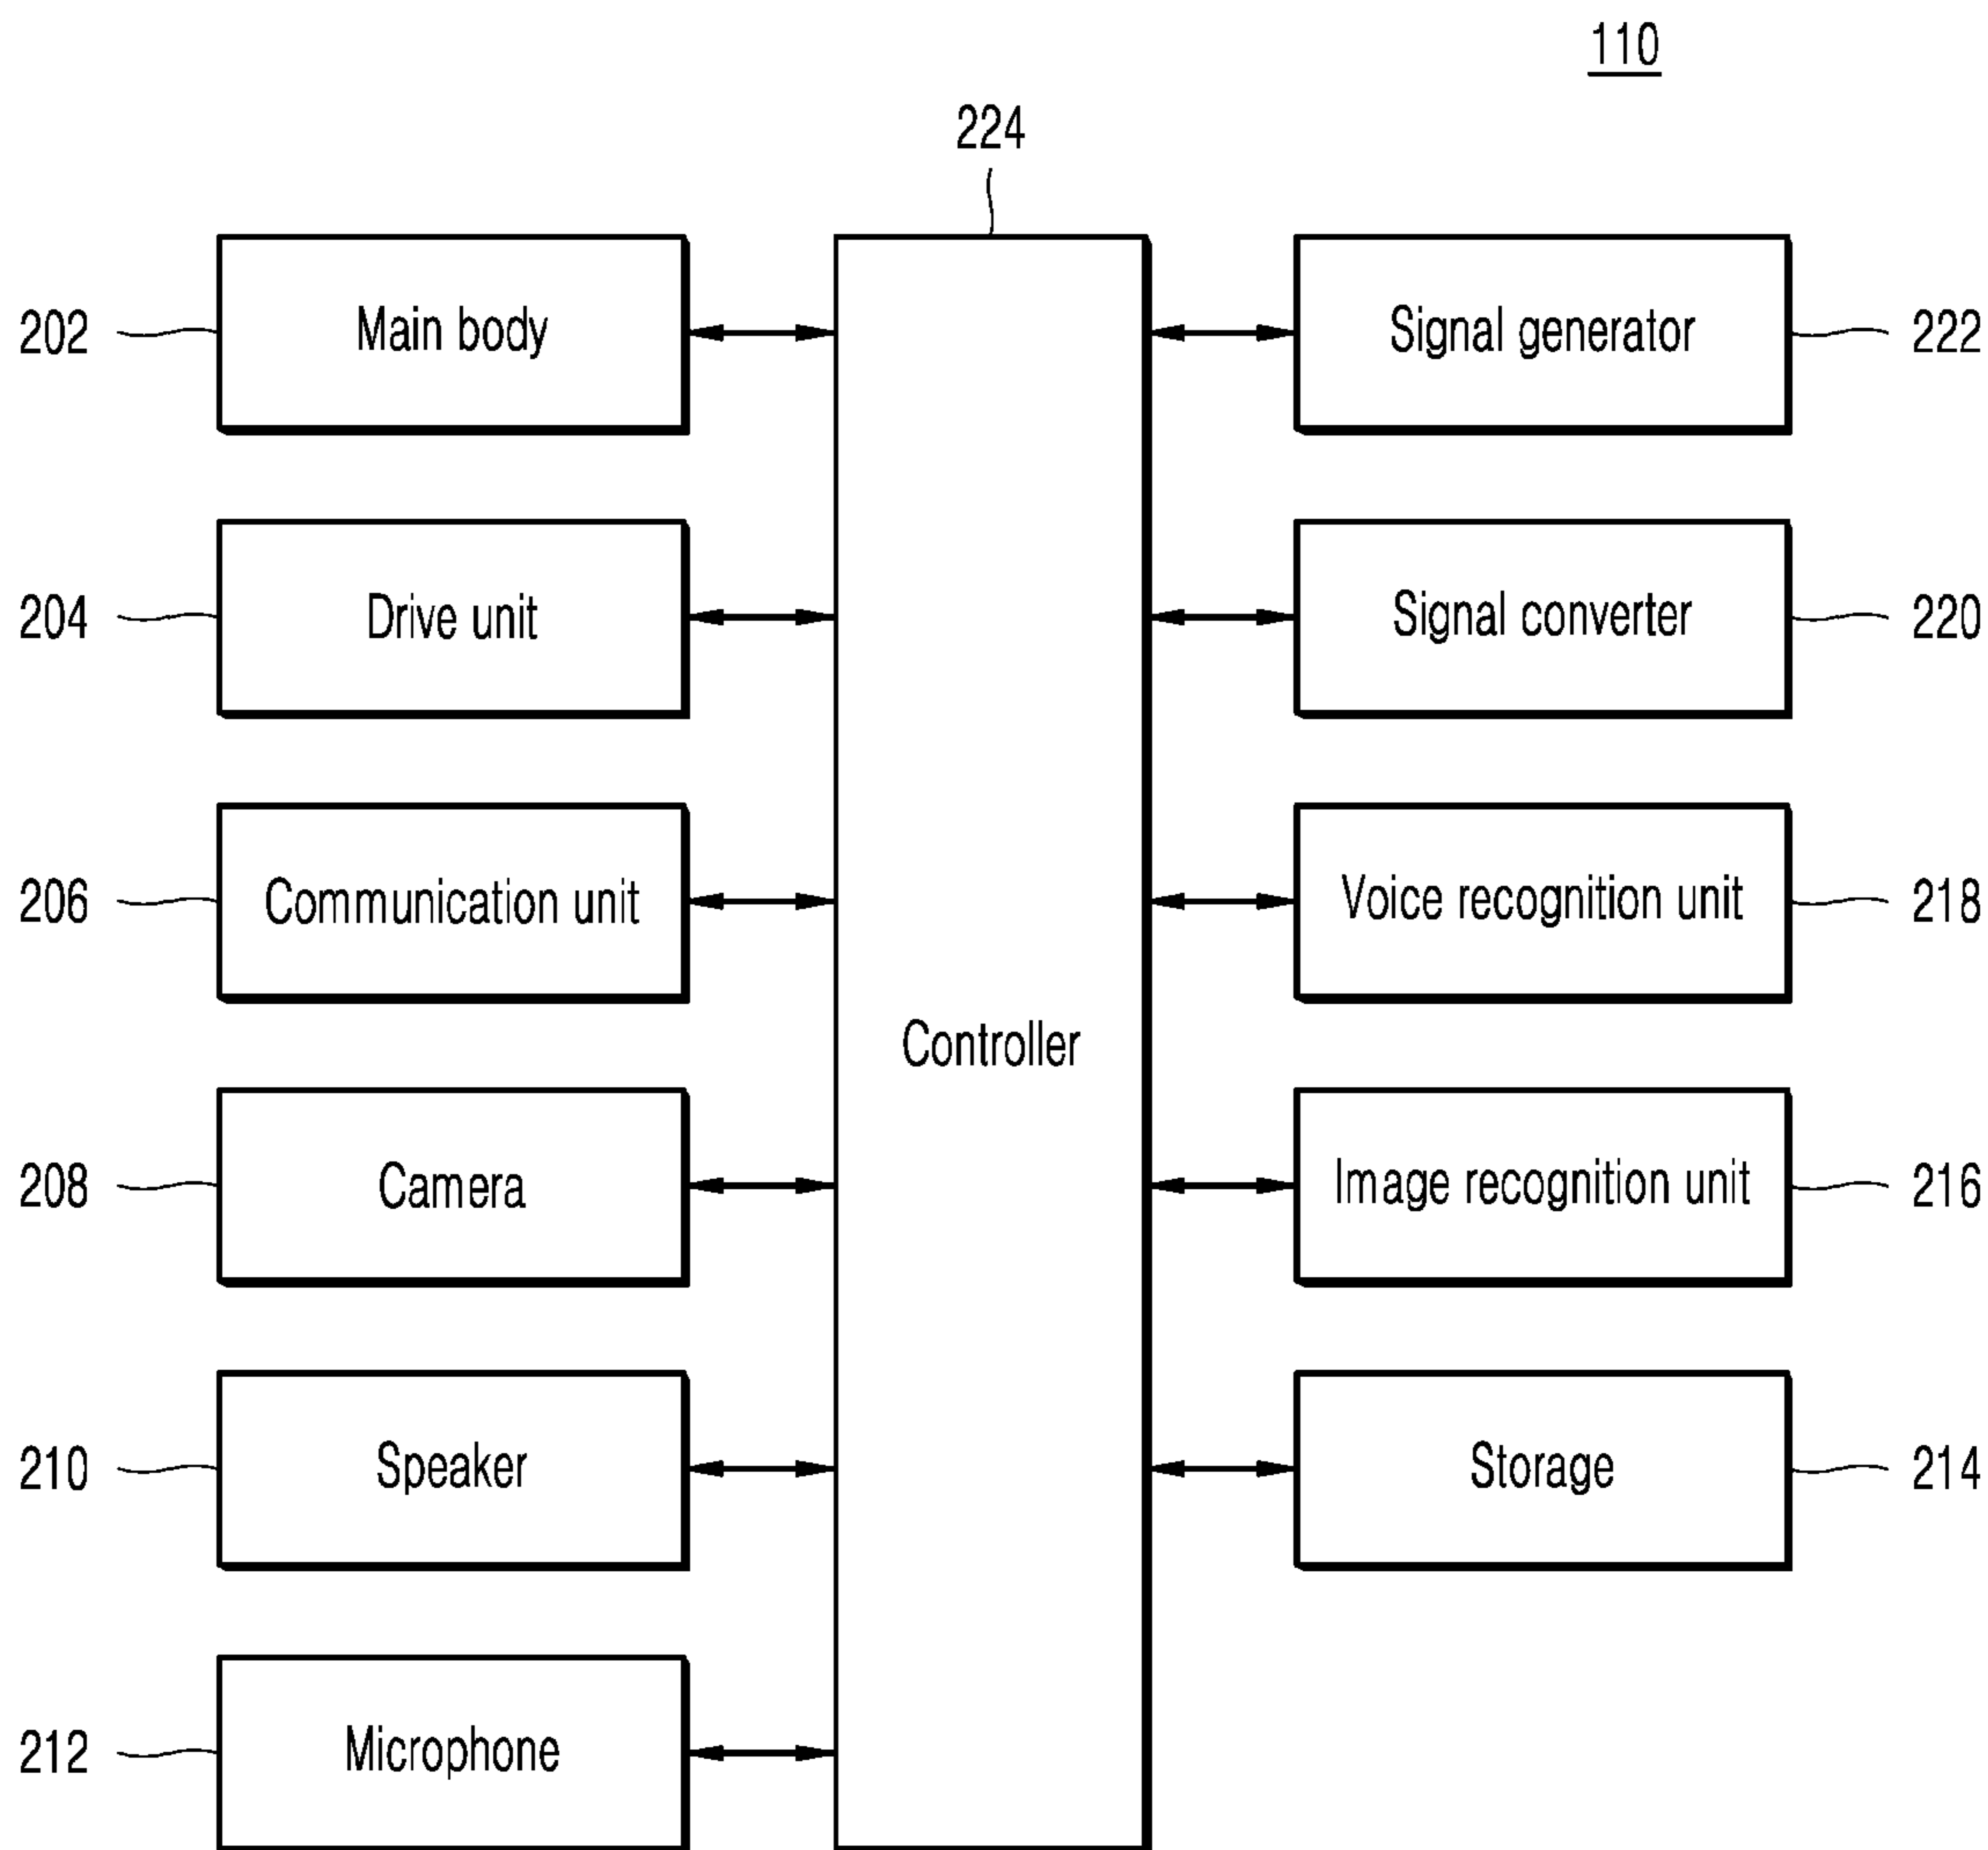 110
224
202
Main body
Signal generator
222
204
Drive unit
Signal converter
220
206
Communication unit
Voice recognition unit
218
Controller
208
Camera
Image recognition unit
216
210
Speaker
Storage
214
212
Microphone